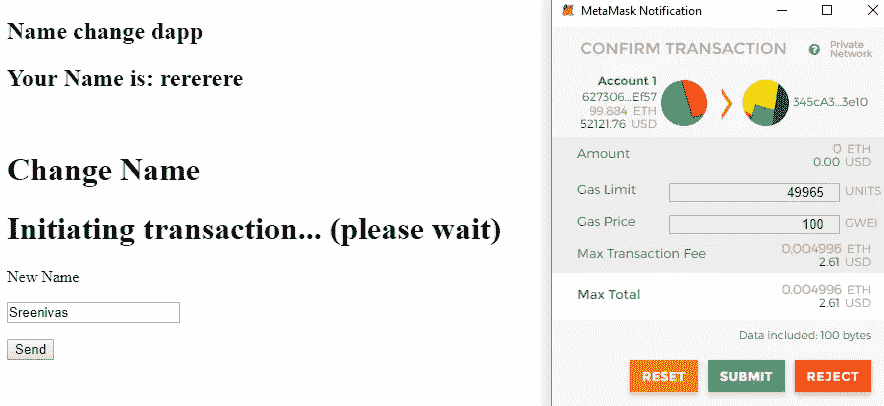 Name change dapp
Your Name is: rererere
Change Name
Initiating transaction... (please wait)
New Name
Sreenivas
Send
MetaMask Notification
CONFIRM TRANSACTION
? Private
Network
Account 1
627306...Ef57
99.884 ETH
52121.76 USD
345cA3...3e10
Amount 0 ETH
0.00 USD
Gas Limit 49965 UNITS
Gas Price 100 GWEI
Max Transaction Fee 0.004996 ETH
2.61 USD
Max Total 0.004996 ETH
2.61 USD
Data included: 100 bytes
RESET SUBMIT REJECT